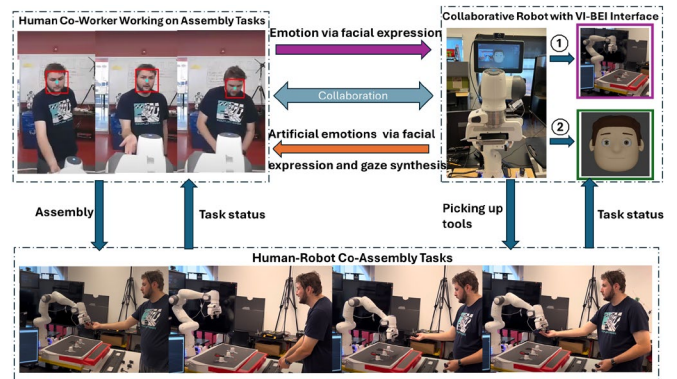 Human Co-Worker Working on Assembly Tasks
Emotion via facial expression
Collaborative Robot with VI-BEI Interface
1
Collaboration
2
Artificial emotions via facial
expression and gaze synthesis
Assembly
Task status
Picking up
tools
Task status
Human-Robot Co-Assembly Tasks